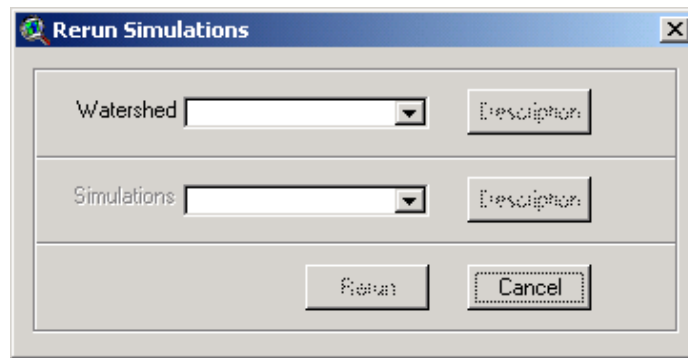 Rerun Simulations
Watershed Description
Simulations Description
Rerun Cancel